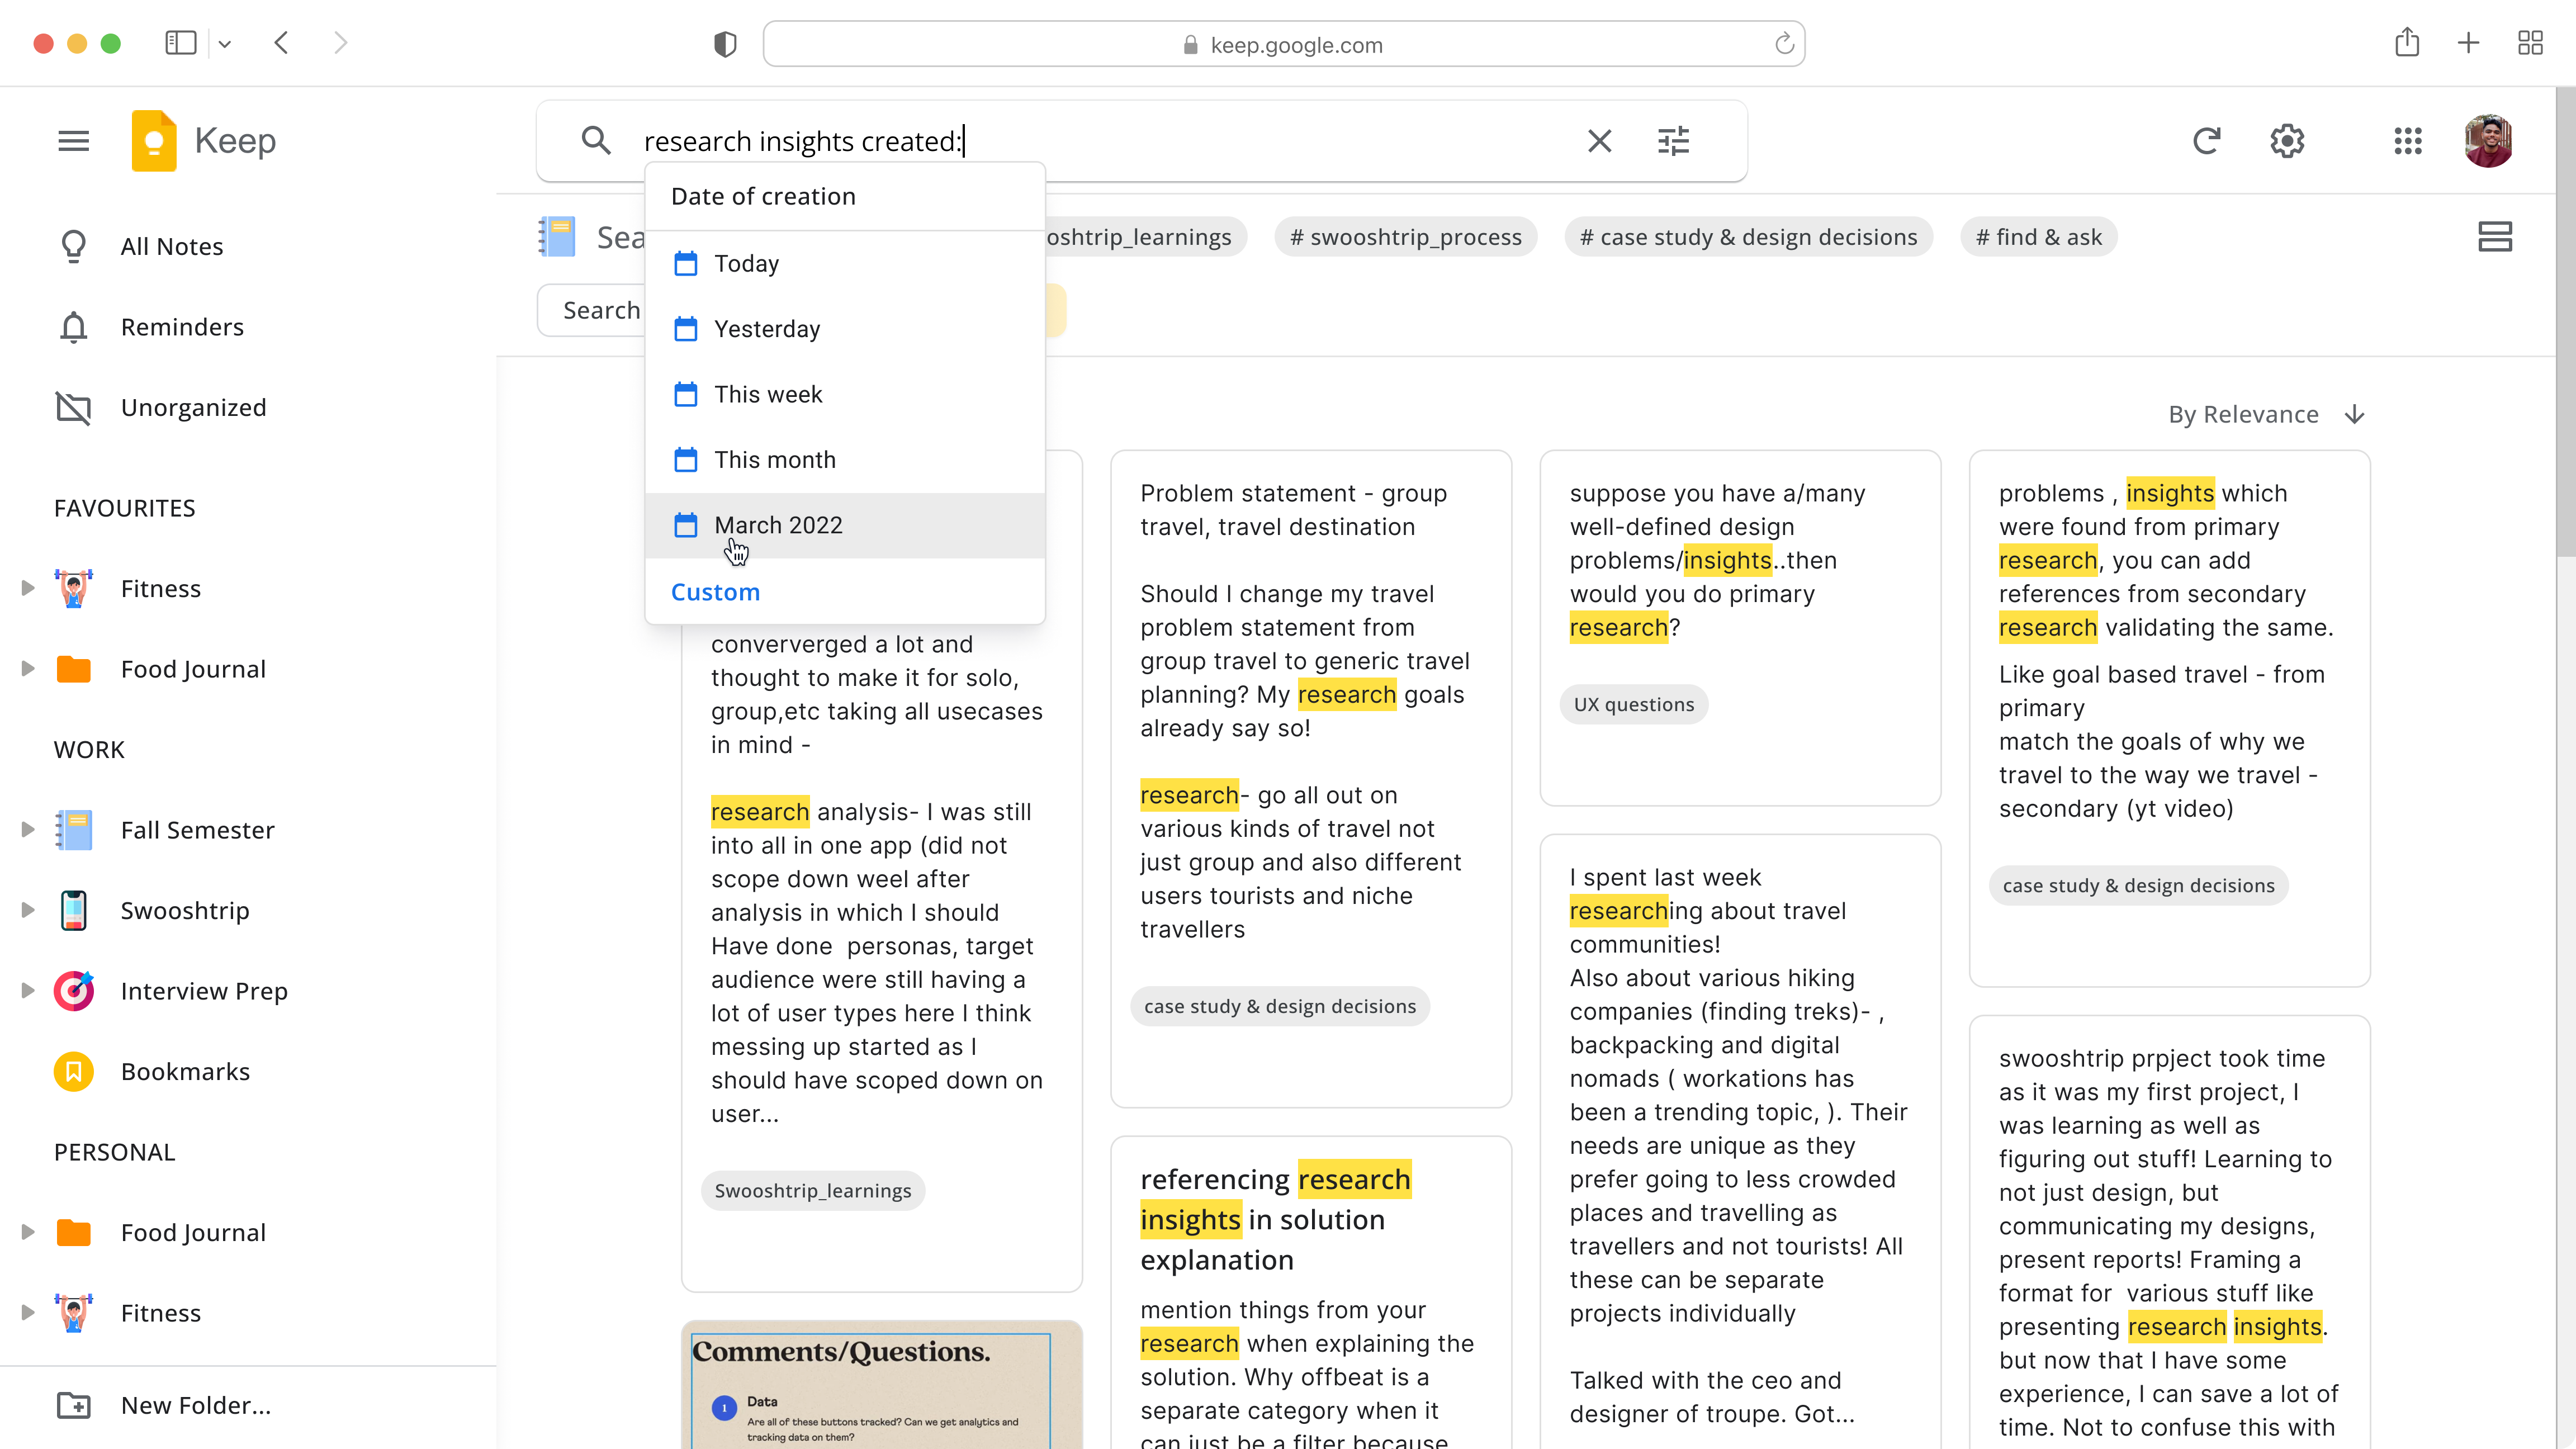 keep.google.com
Keep
research insights created:
Date of creation
Today
Yesterday
This week
This month
March 2022
Custom
Sea
oshtrip_learnings
# swooshtrip_process
# case study & design decisions
# find & ask
Search
By Relevance
All Notes
Reminders
Unorganized
FAVOURITES
Fitness
Food Journal
WORK
Fall Semester
Swooshtrip
Interview Prep
Bookmarks
PERSONAL
Food Journal
Fitness
New Folder...
conververged a lot and
thought to make it for solo,
group,etc taking all usecases
in mind -
research analysis- I was still
into all in one app (did not
scope down weel after
analysis in which I should
Have done  personas, target
audience were still having a
lot of user types here I think
messing up started as I
should have scoped down on
user...
Swooshtrip_learnings
Comments/Questions.
1
Data
Are all of these buttons tracked? Can we get analytics and
tracking data on them?
Problem statement - group
travel, travel destination
Should I change my travel
problem statement from
group travel to generic travel
planning? My research goals
already say so!
research- go all out on
various kinds of travel not
just group and also different
users tourists and niche
travellers
case study & design decisions
referencing research
insights in solution
explanation
mention things from your
research when explaining the
solution. Why offbeat is a
separate category when it
can just be a filter because
suppose you have a/many
well-defined design
problems/insights..then
would you do primary
research?
UX questions
I spent last week
researching about travel
communities!
Also about various hiking
companies (finding treks)- ,
backpacking and digital
nomads ( workations has
been a trending topic, ). Their
needs are unique as they
prefer going to less crowded
places and travelling as
travellers and not tourists! All
these can be separate
projects individually
Talked with the ceo and
designer of troupe. Got...
problems , insights which
were found from primary
research, you can add
references from secondary
research validating the same.
Like goal based travel - from
primary
match the goals of why we
travel to the way we travel -
secondary (yt video)
case study & design decisions
swooshtrip prpject took time
as it was my first project, I
was learning as well as
figuring out stuff! Learning to
not just design, but
communicating my designs,
present reports! Framing a
format for  various stuff like
presenting research insights.
but now that I have some
experience, I can save a lot of
time. Not to confuse this with